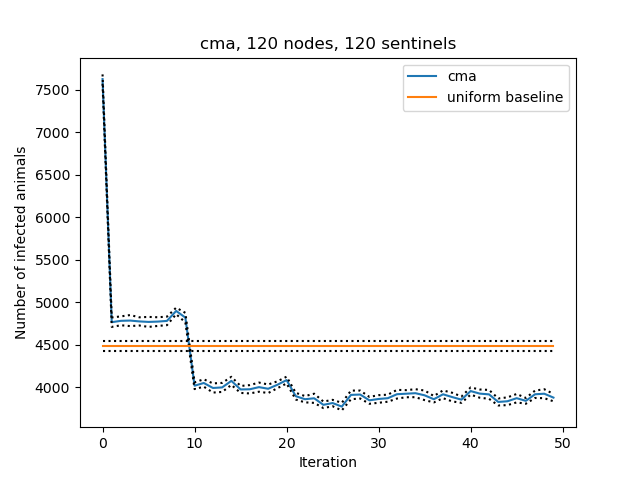 cma, 120 nodes, 120 sentinels
cma
uniform baseline
7500
7000
6500
6000
5500
5000
4500
4000
Number of infected animals
0 10 20 30 40 50
Iteration